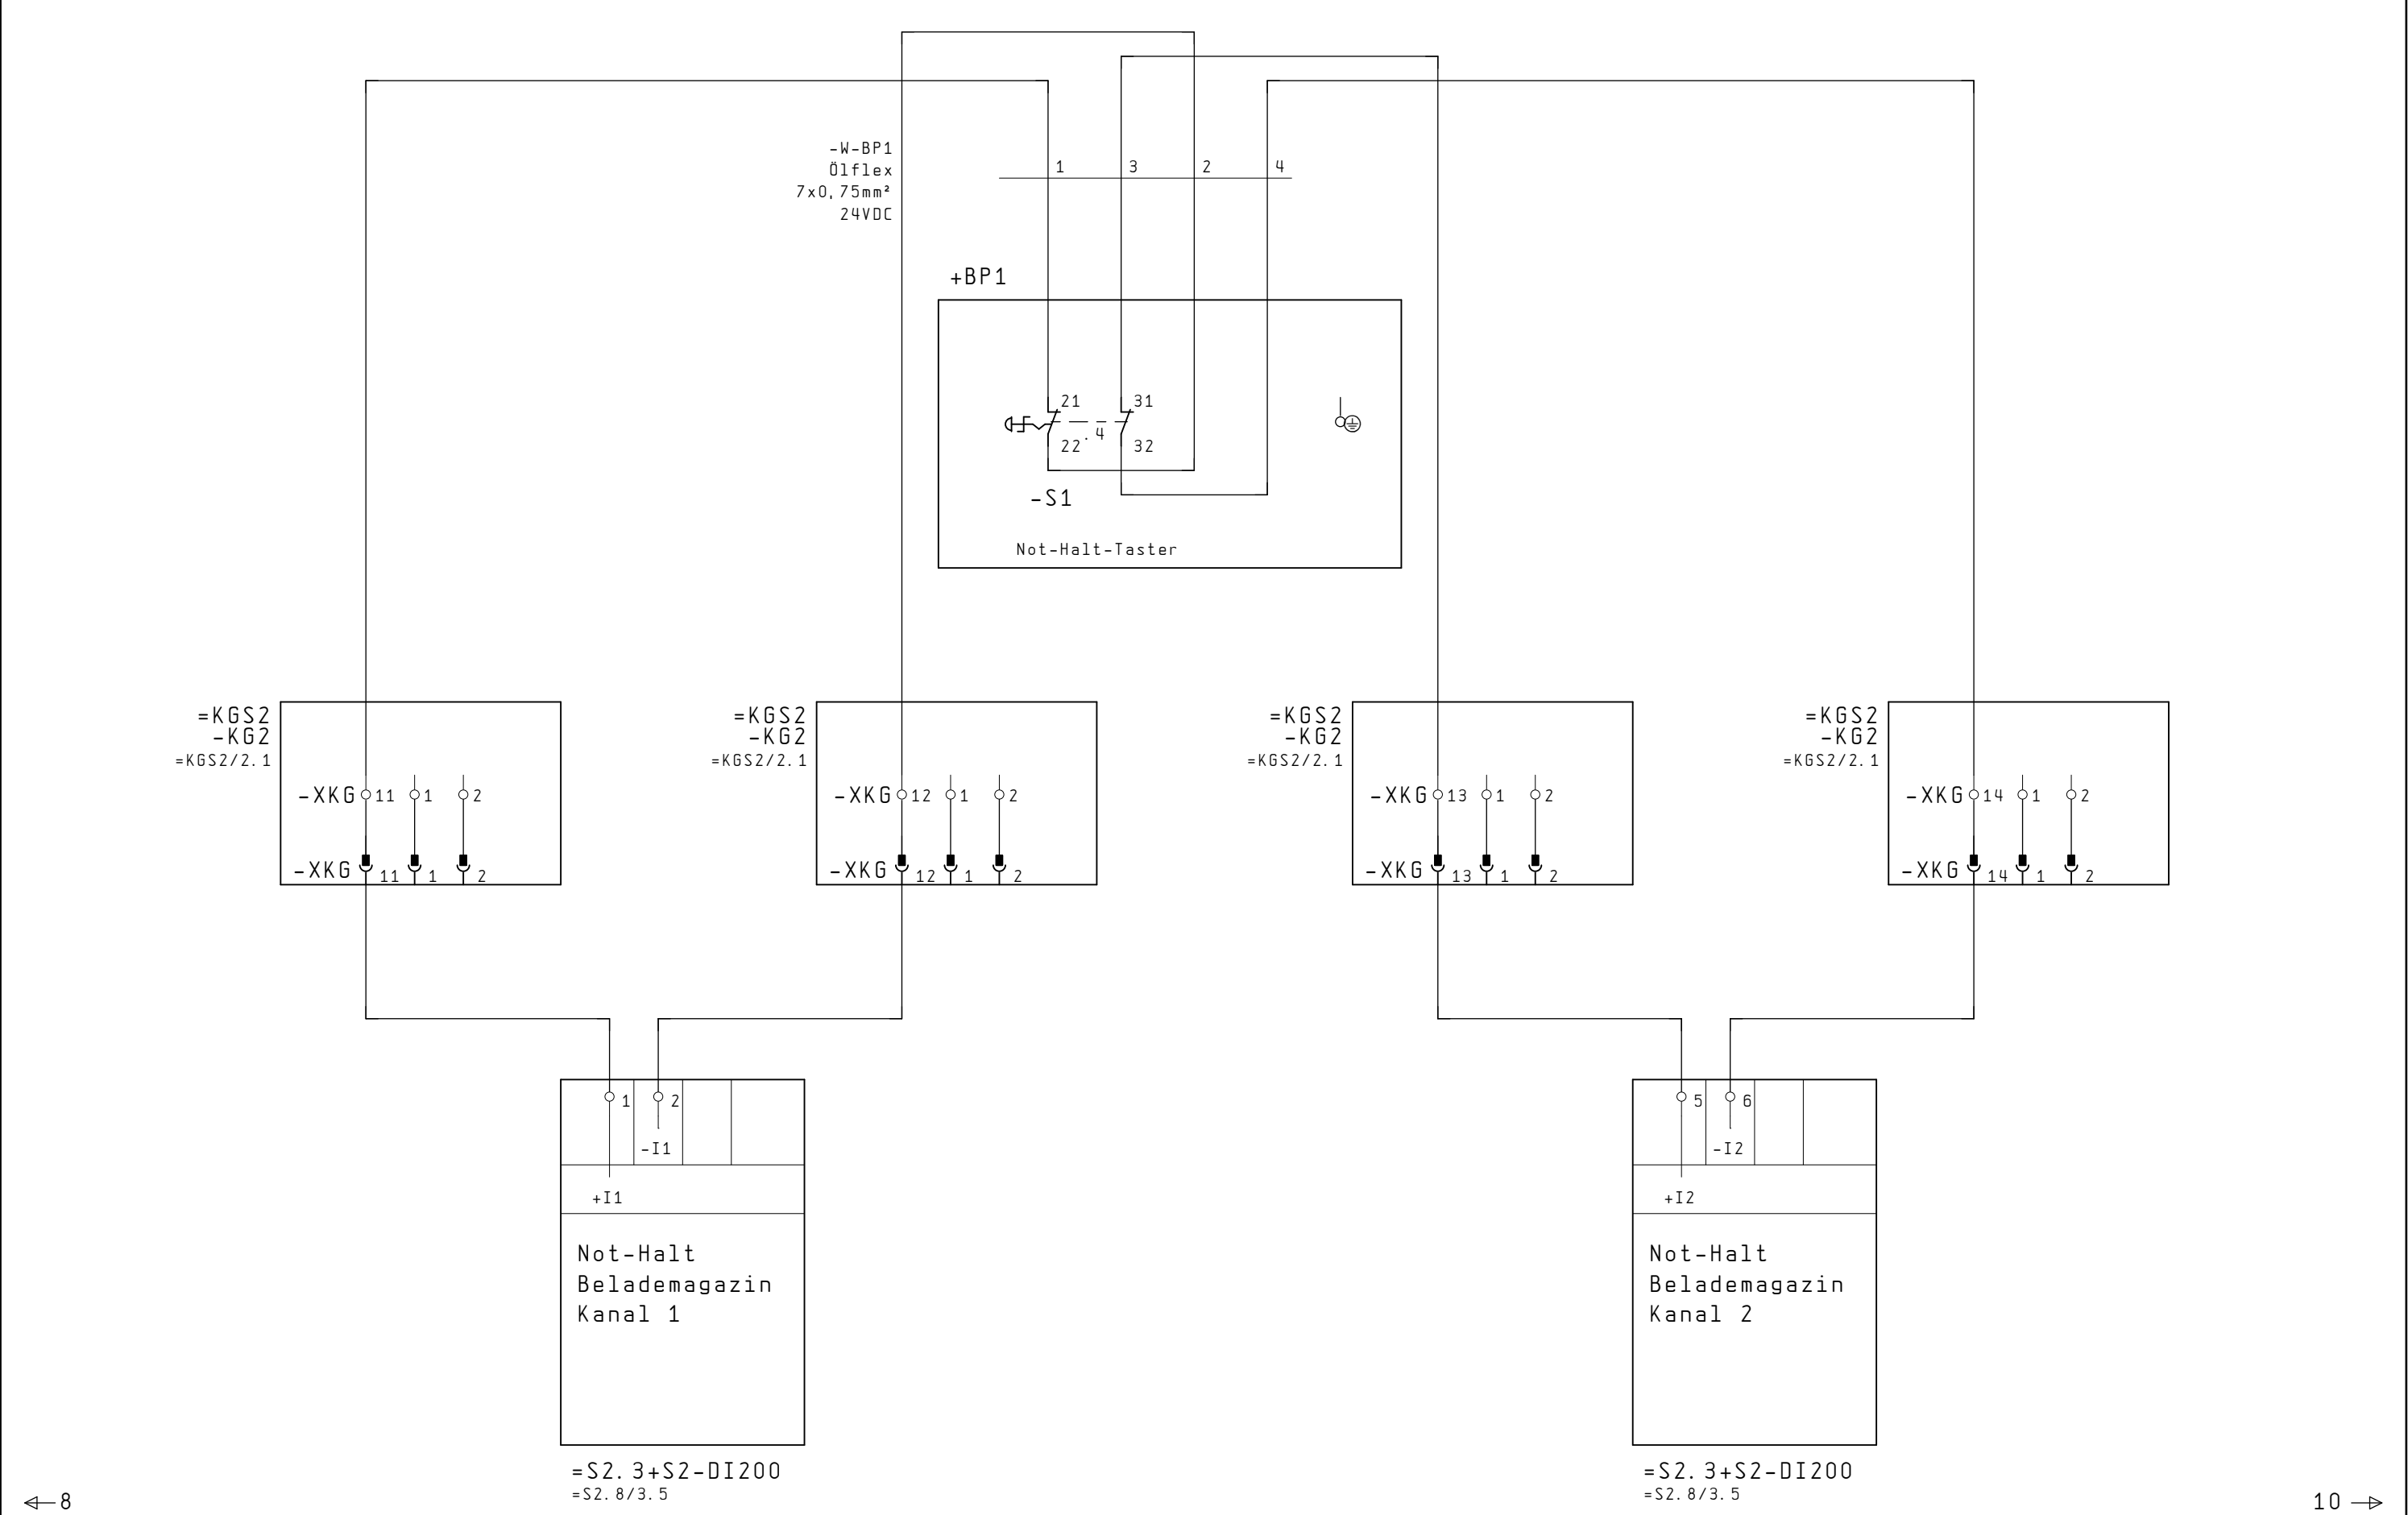 -W-BP1
Ölflex
7x0,75mm²
24VDC
1 3 2 4
+BP1
21 31
.4
22 32
-S1
Not-Halt-Taster
=KGS2
-KG2
=KGS2/2.1
-XKG 11 1 2
-XKG 11 1 2
=KGS2
-KG2
=KGS2/2.1
-XKG 12 1 2
-XKG 12 1 2
=KGS2
-KG2
=KGS2/2.1
-XKG 13 1 2
-XKG 13 1 2
=KGS2
-KG2
=KGS2/2.1
-XKG 14 1 2
-XKG 14 1 2
1 2
-I1
+I1
Not-Halt
Belademagazin
Kanal 1
=S2.3+S2-DI200
=S2.8/3.5
5 6
-I2
+I2
Not-Halt
Belademagazin
Kanal 2
=S2.3+S2-DI200
=S2.8/3.5
8
10